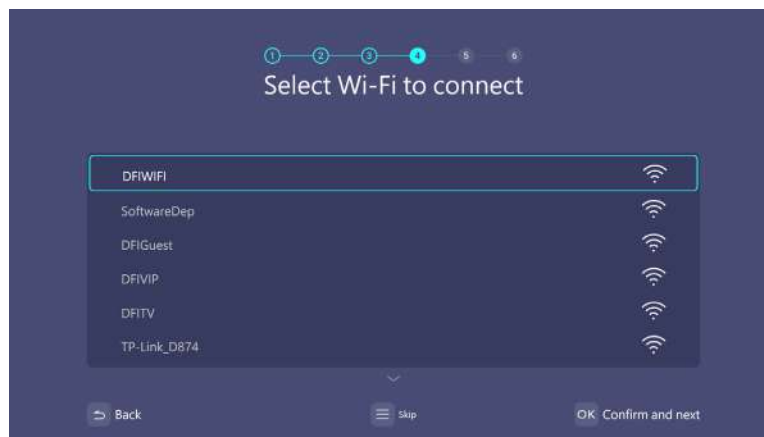 1 2 3 4 5 6
Select Wi-Fi to connect
DFIWIFI
SoftwareDep
DFIGuest
DFIVIP
DFITV
TP-Link_D874
Back Skip OK Confirm and next